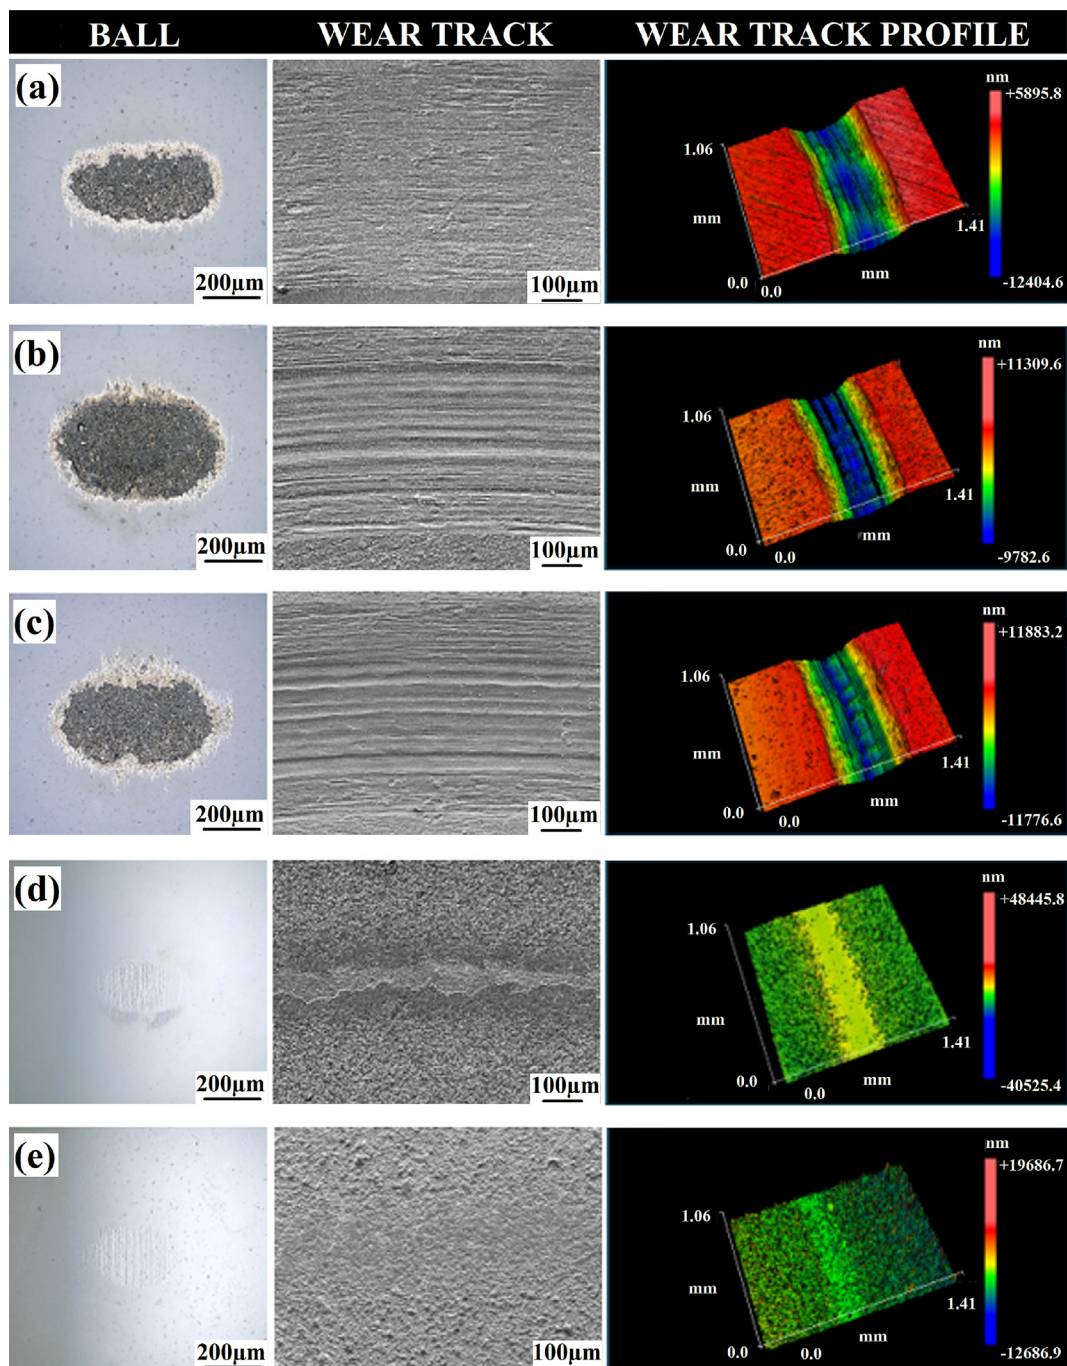 BALL WEAR TRACK WEAR TRACK PROFILE
(a)
200µm
100µm
nm
+5895.8
-12404.6
1.06
mm
0.0
0.0
mm
1.41
(b)
200µm
100µm
nm
+11309.6
-9782.6
1.06
mm
0.0
0.0
mm
1.41
(c)
200µm
100µm
nm
+11883.2
-11776.6
1.06
mm
0.0
0.0
mm
1.41
(d)
200µm
100µm
nm
+48445.8
-40525.4
1.06
mm
0.0
0.0
mm
1.41
(e)
200µm
100µm
nm
+19686.7
-12686.9
1.06
mm
0.0
0.0
mm
1.41